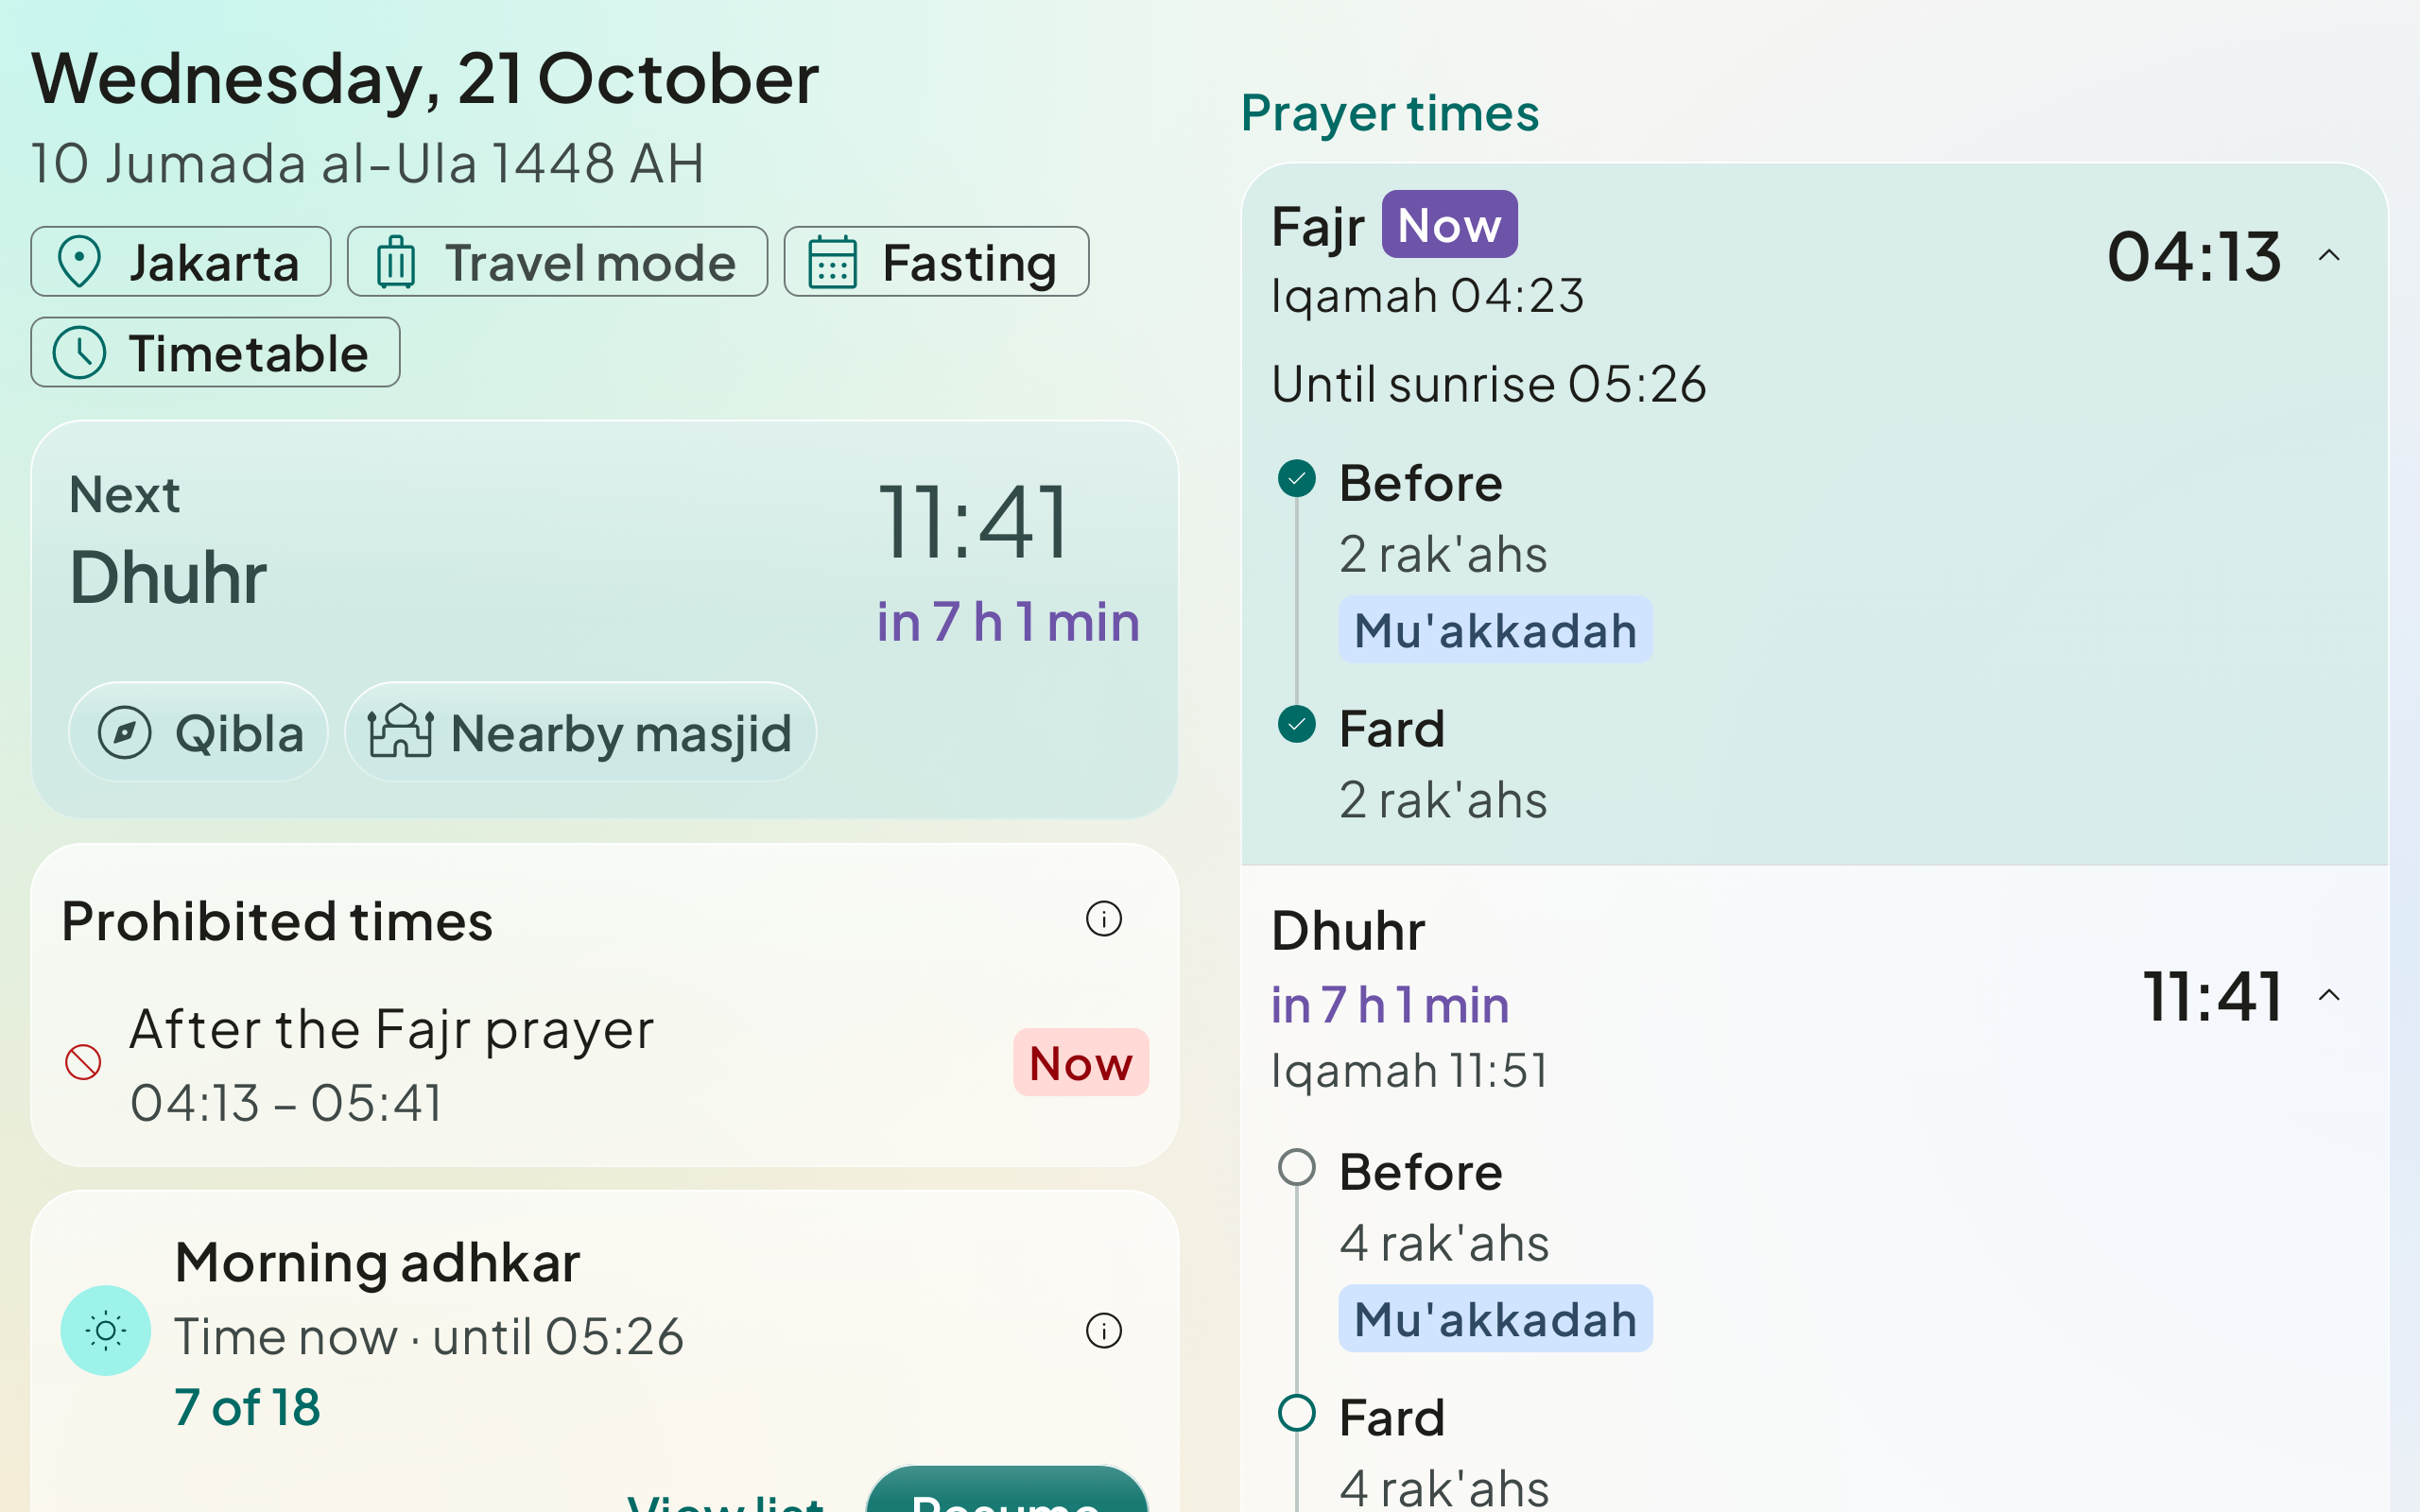 Wednesday, 21 October
10 Jumada al-Ula 1448 AH
Jakarta
Travel mode
Fasting
Timetable
Next
Dhuhr
11:41
in 7 h 1 min
Qibla
Nearby masjid
Prohibited times
After the Fajr prayer
04:13 – 05:41
Now
Morning adhkar
Time now · until 05:26
7 of 18
View list
Resume
Prayer times
Fajr
Now
04:13
Iqamah 04:23
Until sunrise 05:26
Before
2 rak'ahs
Mu'akkadah
Fard
2 rak'ahs
Dhuhr
in 7 h 1 min
11:41
Iqamah 11:51
Before
4 rak'ahs
Mu'akkadah
Fard
4 rak'ahs